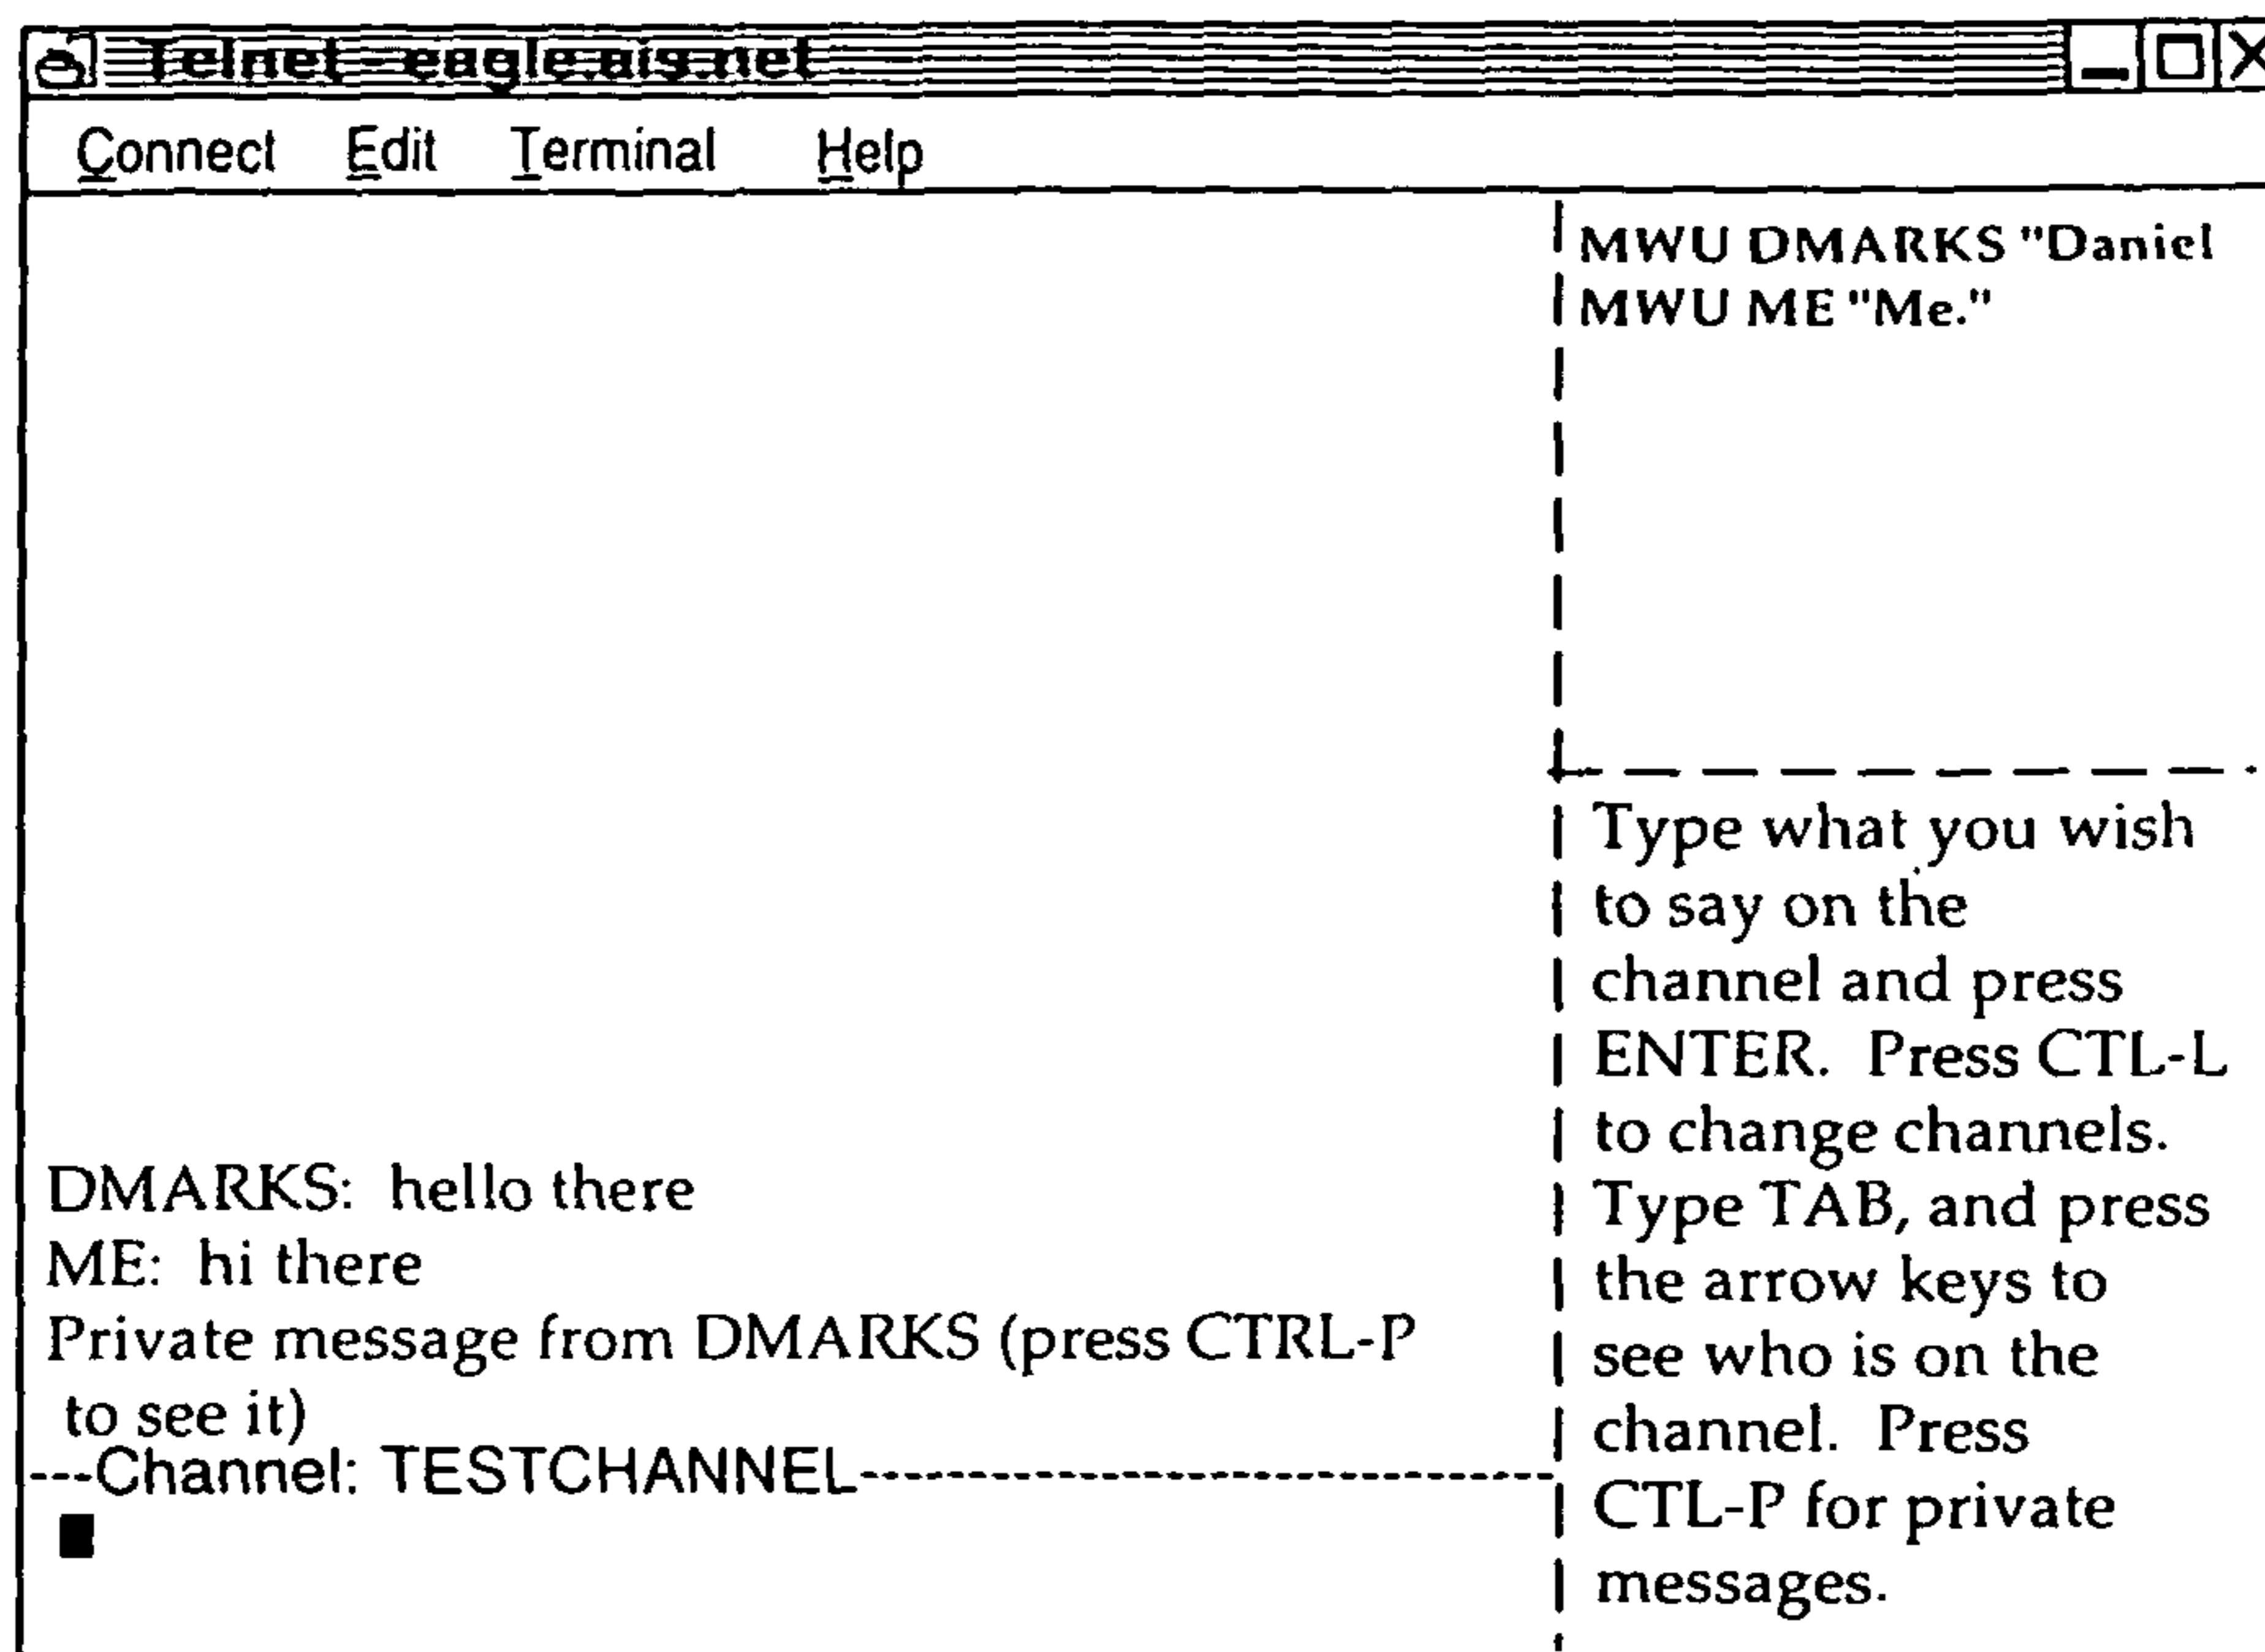 Telnet - eagle.ais.net
Connect Edit Terminal Help
MWU DMARKS "Daniel
MWU ME "Me."
DMARKS: hello there
ME: hi there
Private message from DMARKS (press CTRL-P
to see it)
---Channel: TESTCHANNEL------------------------------
Type what you wish
to say on the
channel and press
ENTER. Press CTL-L
to change channels.
Type TAB, and press
the arrow keys to
see who is on the
channel. Press
CTL-P for private
messages.